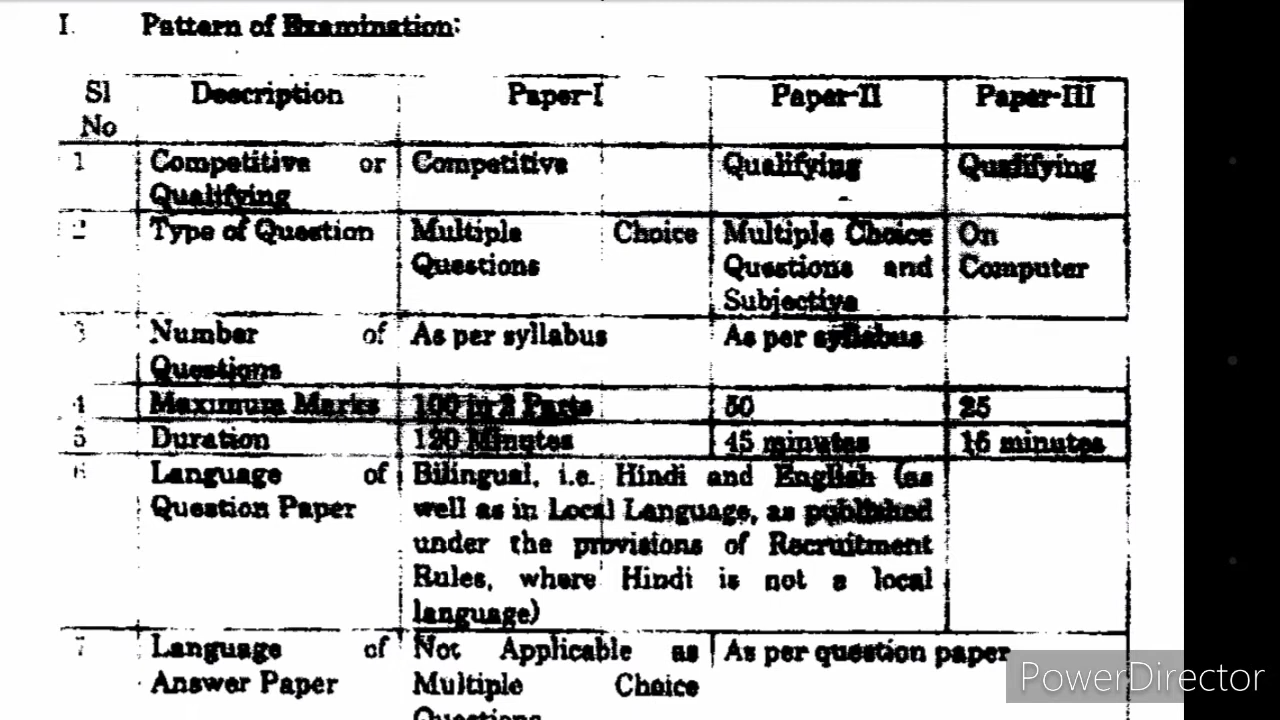 I. Pattern of Examination:
Sl Description Paper-I Paper-II Paper-III
No
1 Competitive or Competitive Qualifying Qualifying
Qualifying
2 Type of Question Multiple Choice Multiple Choice On
Questions Questions and Computer
Subjective
3 Number of As per syllabus As per syllabus
Questions
4 Maximum Marks 100 in 2 Parts 50 25
5 Duration 120 Minutes 45 minutes 15 minutes
6 Language of Bilingual, i.e. Hindi and English (as
Question Paper well as in Local Language, as published
under the provisions of Recruitment
Rules, where Hindi is not a local
language)
7 Language of Not Applicable as As per question paper
Answer Paper Multiple Choice
Questions
PowerDirector